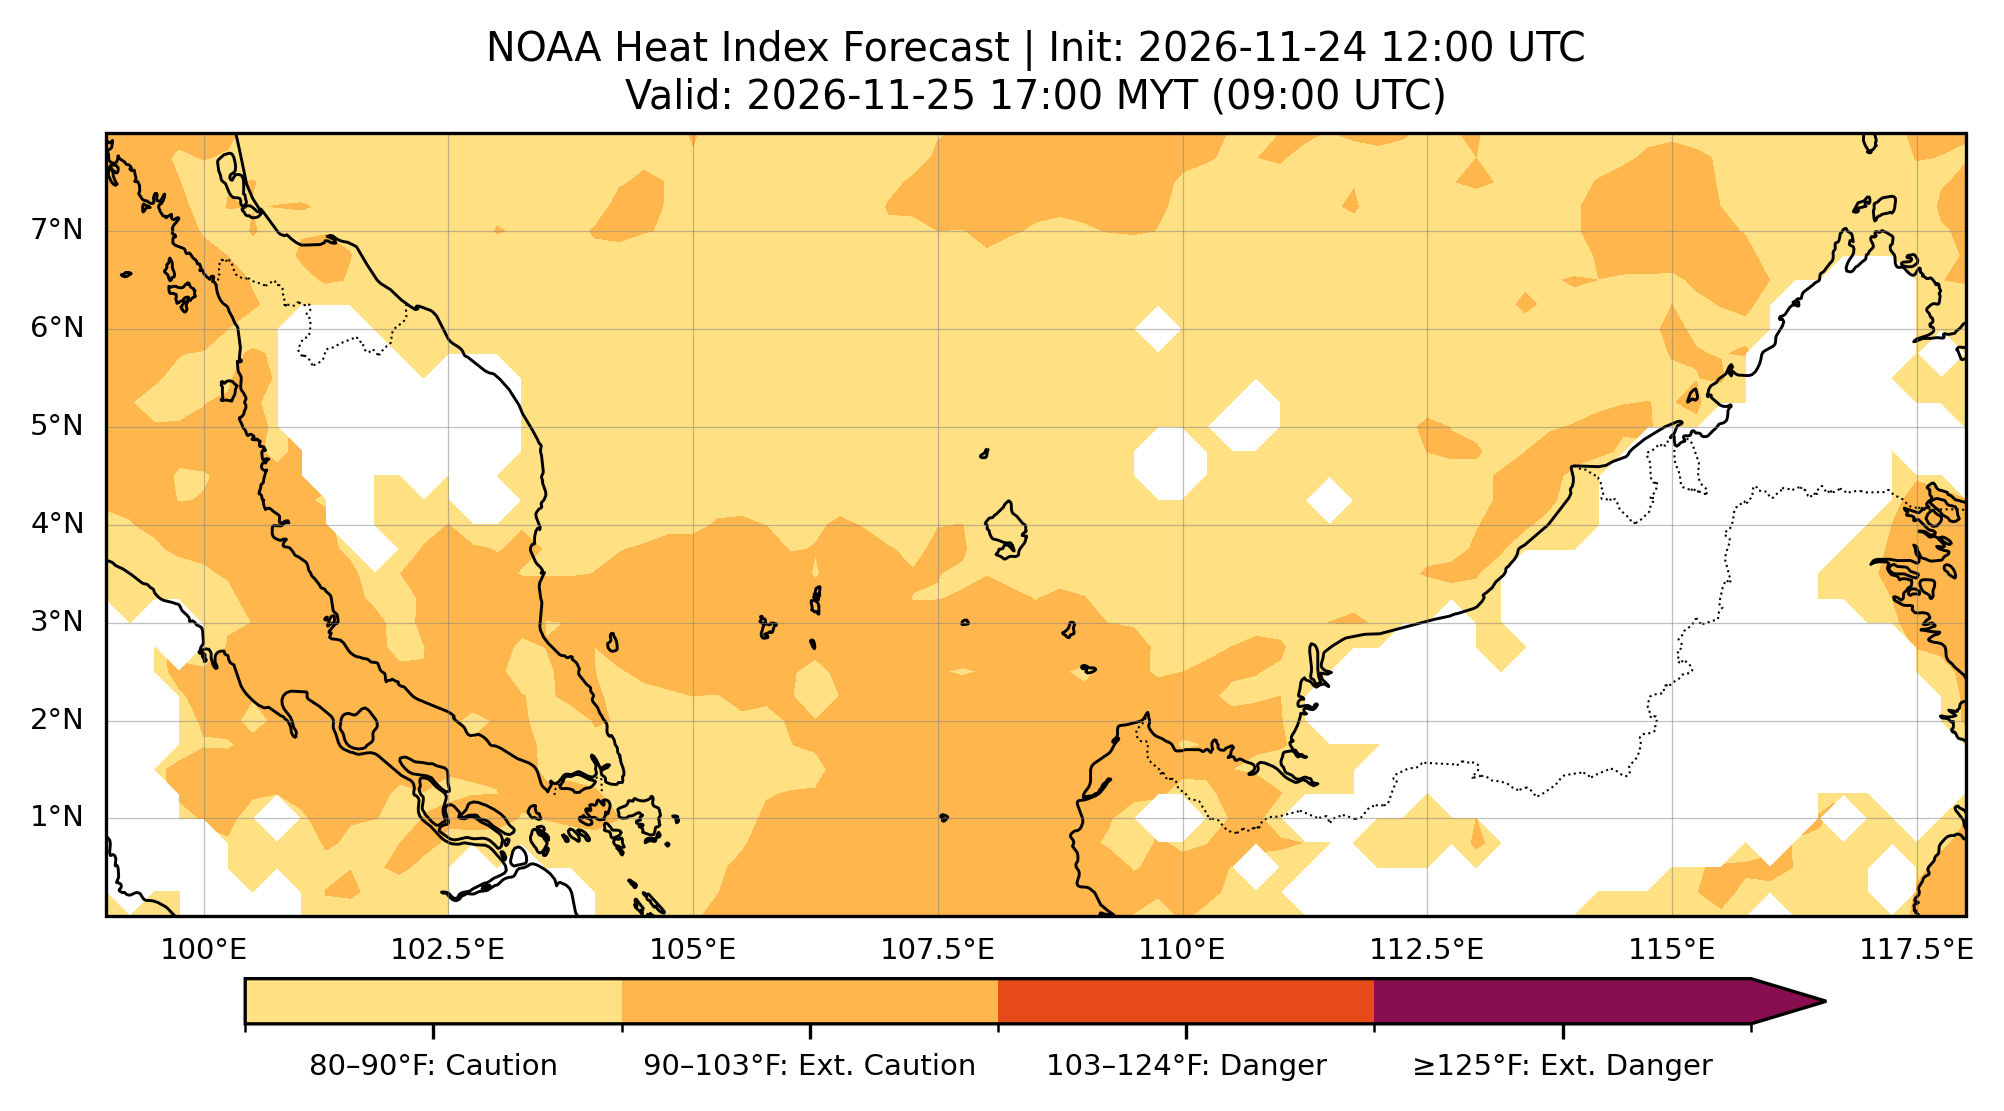 NOAA Heat Index Forecast | Init: 2026-11-24 12:00 UTC
Valid: 2026-11-25 17:00 MYT (09:00 UTC)
7°N
6°N
5°N
4°N
3°N
2°N
1°N
100°E 102.5°E 105°E 107.5°E 110°E 112.5°E 115°E 117.5°E
80–90°F: Caution 90–103°F: Ext. Caution 103–124°F: Danger ≥125°F: Ext. Danger